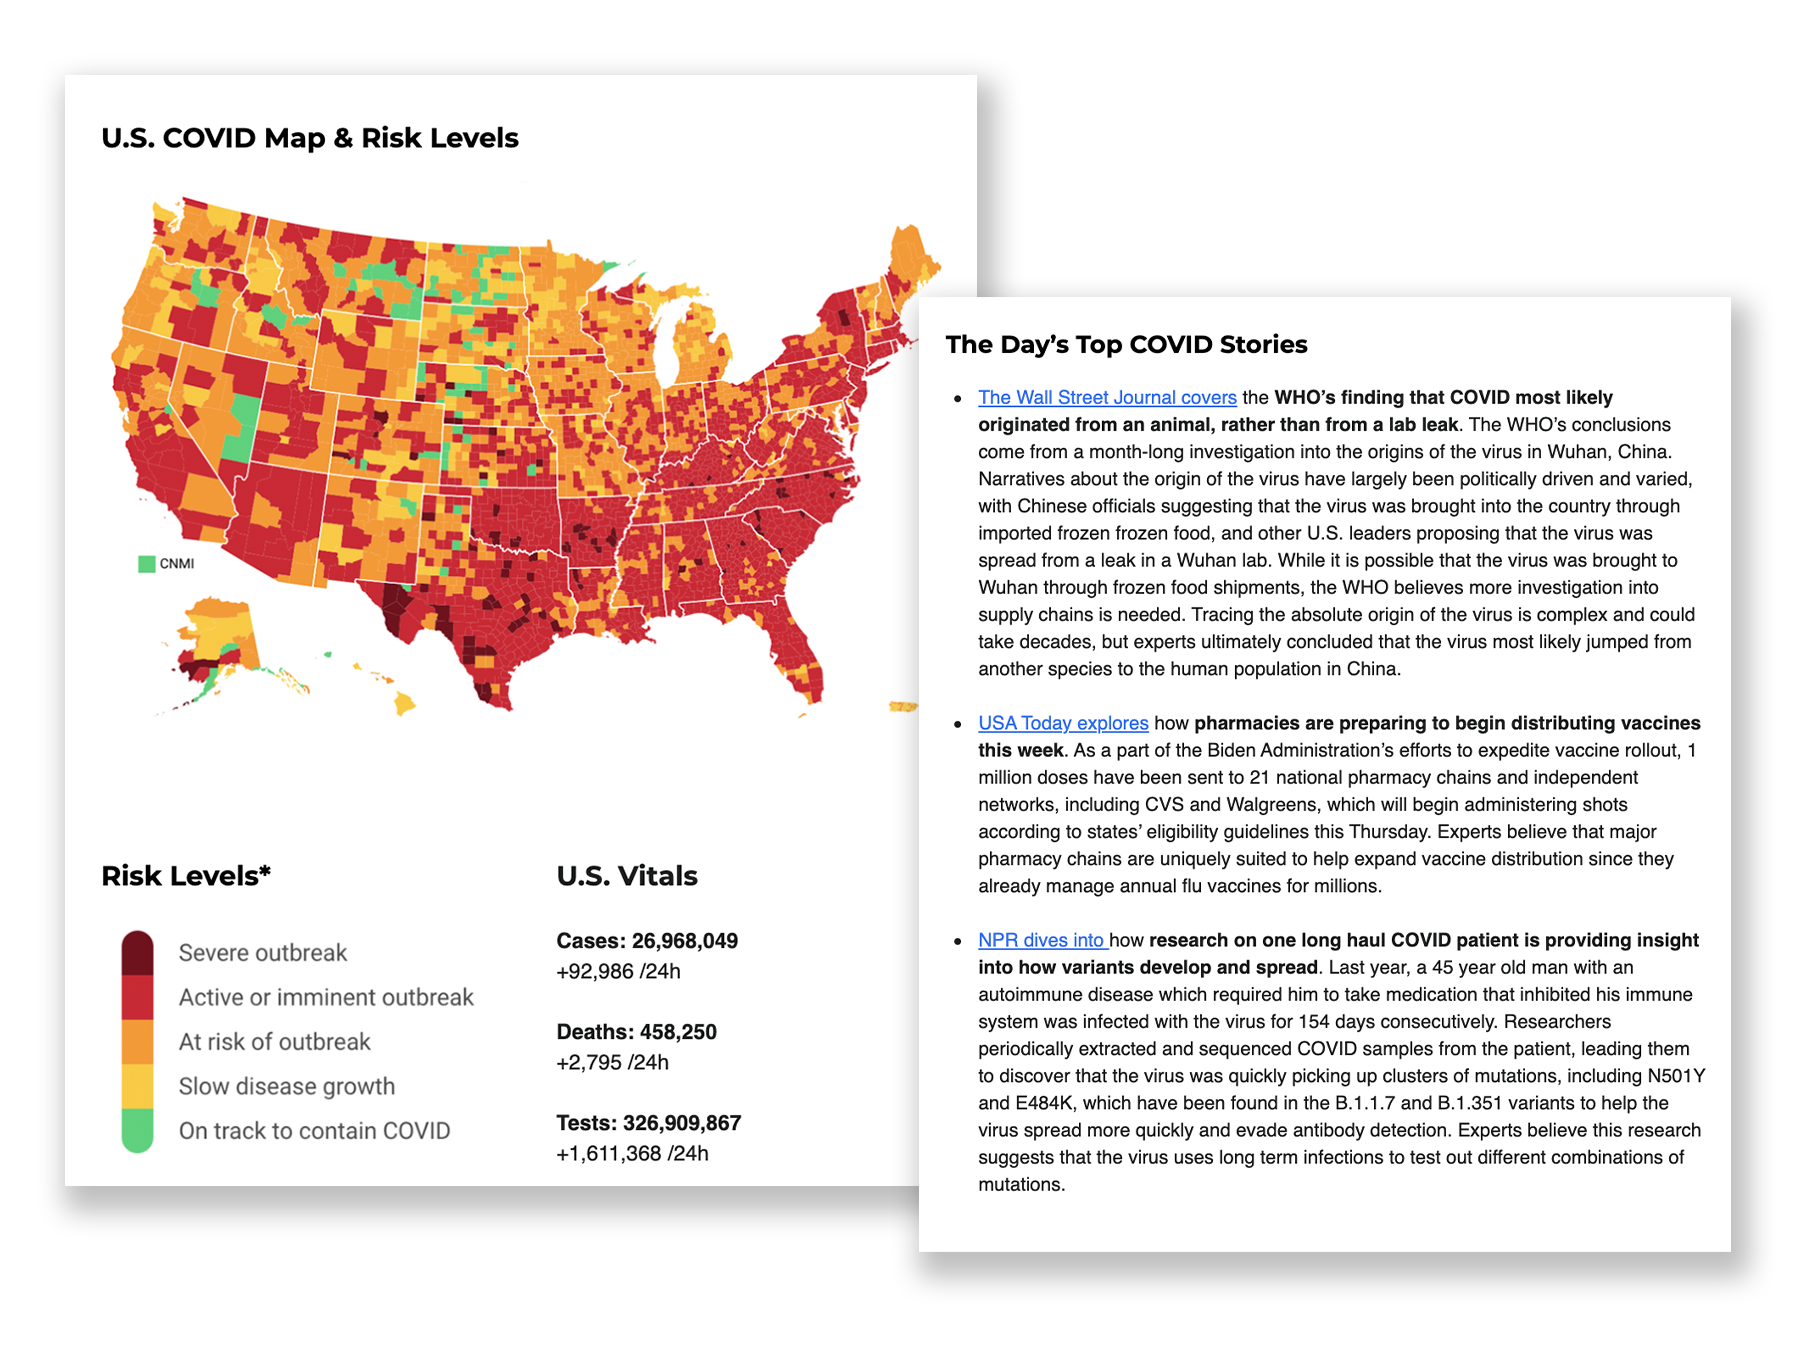 U.S. COVID Map & Risk Levels
CNMI
Risk Levels*
Severe outbreak
Active or imminent outbreak
At risk of outbreak
Slow disease growth
On track to contain COVID
U.S. Vitals
Cases: 26,968,049
+92,986 /24h
Deaths: 458,250
+2,795 /24h
Tests: 326,909,867
+1,611,368 /24h
The Day’s Top COVID Stories
• The Wall Street Journal covers the WHO’s finding that COVID most likely
originated from an animal, rather than from a lab leak. The WHO’s conclusions
come from a month-long investigation into the origins of the virus in Wuhan, China.
Narratives about the origin of the virus have largely been politically driven and varied,
with Chinese officials suggesting that the virus was brought into the country through
imported frozen frozen food, and other U.S. leaders proposing that the virus was
spread from a leak in a Wuhan lab. While it is possible that the virus was brought to
Wuhan through frozen food shipments, the WHO believes more investigation into
supply chains is needed. Tracing the absolute origin of the virus is complex and could
take decades, but experts ultimately concluded that the virus most likely jumped from
another species to the human population in China.
• USA Today explores how pharmacies are preparing to begin distributing vaccines
this week. As a part of the Biden Administration’s efforts to expedite vaccine rollout, 1
million doses have been sent to 21 national pharmacy chains and independent
networks, including CVS and Walgreens, which will begin administering shots
according to states’ eligibility guidelines this Thursday. Experts believe that major
pharmacy chains are uniquely suited to help expand vaccine distribution since they
already manage annual flu vaccines for millions.
• NPR dives into how research on one long haul COVID patient is providing insight
into how variants develop and spread. Last year, a 45 year old man with an
autoimmune disease which required him to take medication that inhibited his immune
system was infected with the virus for 154 days consecutively. Researchers
periodically extracted and sequenced COVID samples from the patient, leading them
to discover that the virus was quickly picking up clusters of mutations, including N501Y
and E484K, which have been found in the B.1.1.7 and B.1.351 variants to help the
virus spread more quickly and evade antibody detection. Experts believe this research
suggests that the virus uses long term infections to test out different combinations of
mutations.